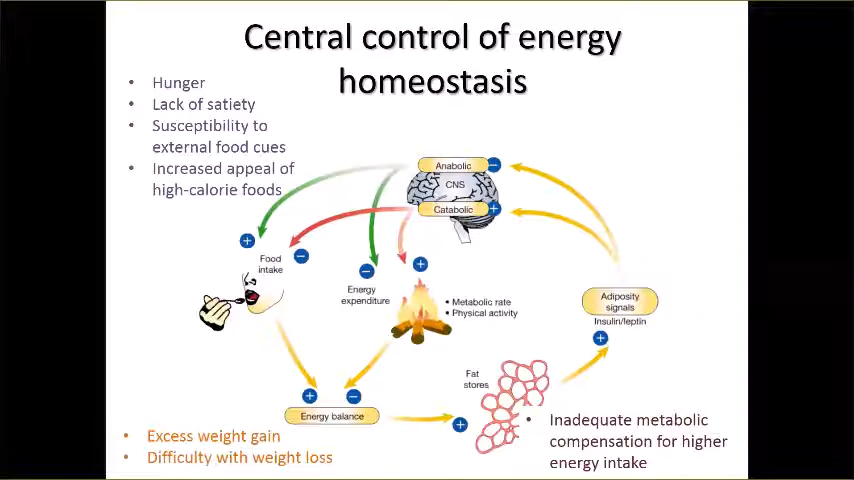 Central control of energy
homeostasis
• Hunger
• Lack of satiety
• Susceptibility to
external food cues
• Increased appeal of
high-calorie foods
Anabolic
−
CNS
Catabolic
+
+
Food
intake
−
−
+
Energy
expenditure
• Metabolic rate
• Physical activity
Adiposity
signals
Insulin/leptin
+
Fat
stores
+
−
Energy balance
+
• Inadequate metabolic
compensation for higher
energy intake
• Excess weight gain
• Difficulty with weight loss